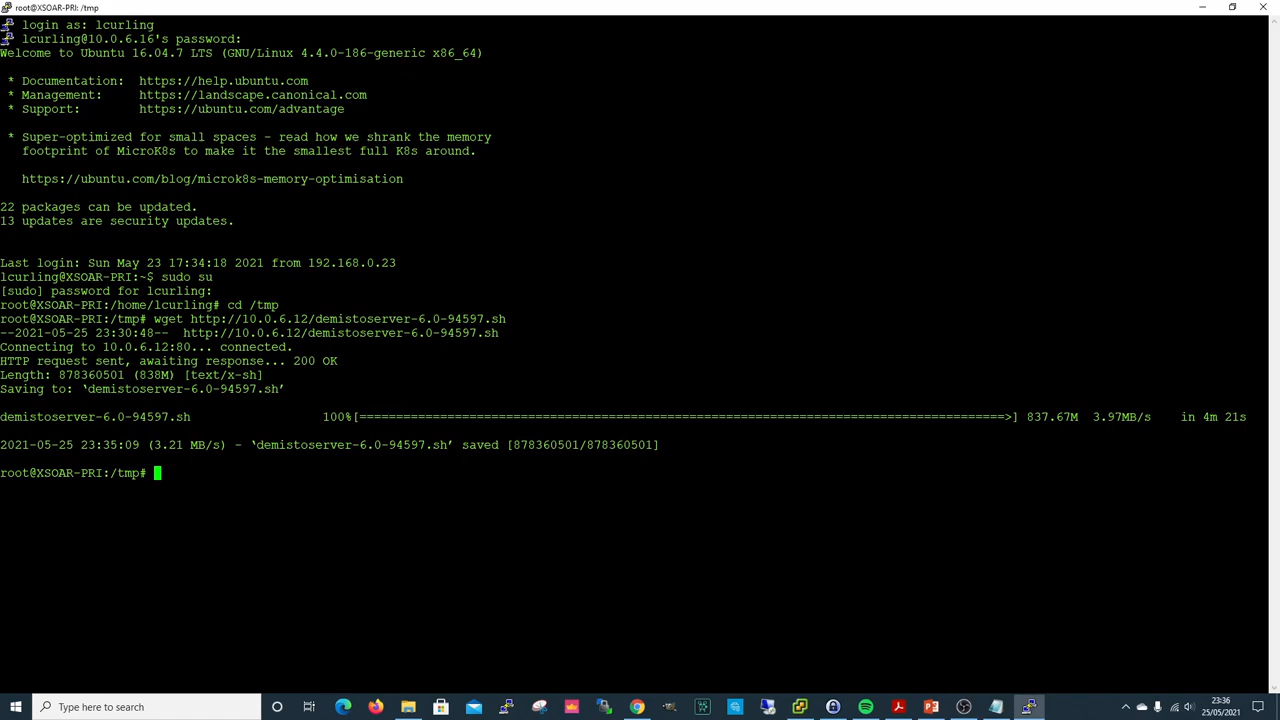 root@XSOAR-PRI: /tmp
login as: lcurling
lcurling@10.0.6.16's password:
Welcome to Ubuntu 16.04.7 LTS (GNU/Linux 4.4.0-186-generic x86_64)
* Documentation:  https://help.ubuntu.com
* Management:     https://landscape.canonical.com
* Support:        https://ubuntu.com/advantage
* Super-optimized for small spaces - read how we shrank the memory
footprint of MicroK8s to make it the smallest full K8s around.
https://ubuntu.com/blog/microk8s-memory-optimisation
22 packages can be updated.
13 updates are security updates.
Last login: Sun May 23 17:34:18 2021 from 192.168.0.23
lcurling@XSOAR-PRI:~$ sudo su
[sudo] password for lcurling:
root@XSOAR-PRI:/home/lcurling# cd /tmp
root@XSOAR-PRI:/tmp# wget http://10.0.6.12/demistoserver-6.0-94597.sh
--2021-05-25 23:30:48--  http://10.0.6.12/demistoserver-6.0-94597.sh
Connecting to 10.0.6.12:80... connected.
HTTP request sent, awaiting response... 200 OK
Length: 878360501 (838M) [text/x-sh]
Saving to: ‘demistoserver-6.0-94597.sh’
demistoserver-6.0-94597.sh 100%[========================================================================================>] 837.67M 3.97MB/s in 4m 21s
2021-05-25 23:35:09 (3.21 MB/s) - ‘demistoserver-6.0-94597.sh’ saved [878360501/878360501]
root@XSOAR-PRI:/tmp#
Type here to search
23:36
25/05/2021